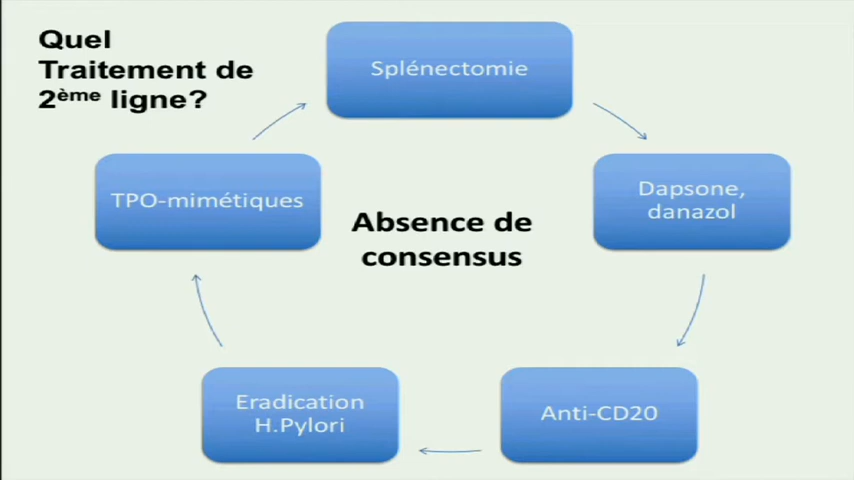 Quel
Traitement de
2ème ligne?
Splénectomie
TPO-mimétiques
Absence de
consensus
Dapsone,
danazol
Eradication
H.Pylori
Anti-CD20